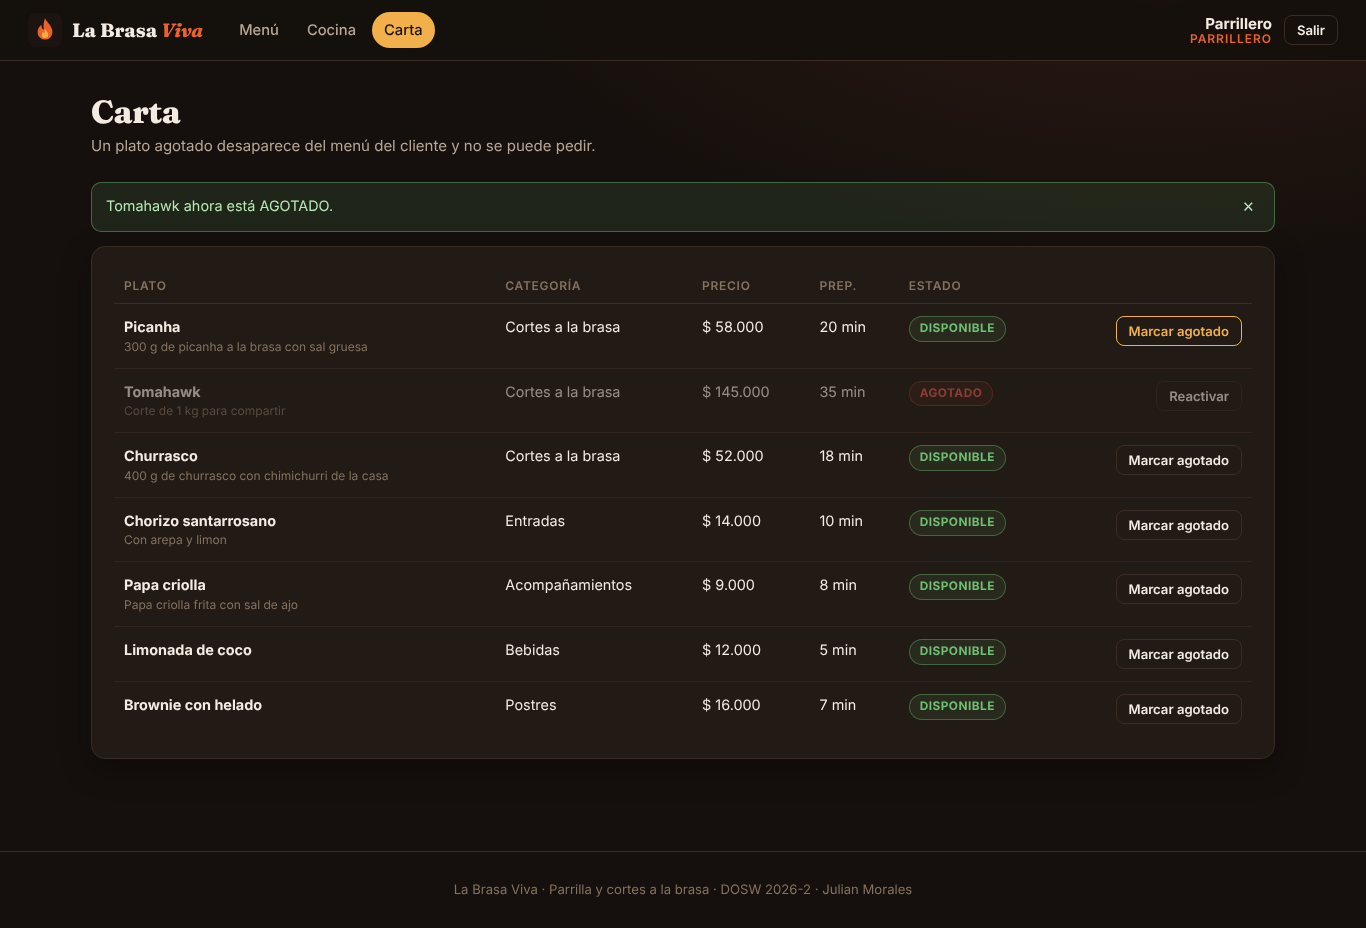 La Brasa Viva Menú Cocina Carta Parrillero Salir
PARRILLERO
Carta
Un plato agotado desaparece del menú del cliente y no se puede pedir.
Tomahawk ahora está AGOTADO. ×
PLATO CATEGORÍA PRECIO PREP. ESTADO
Picanha Cortes a la brasa $ 58.000 20 min DISPONIBLE Marcar agotado
300 g de picanha a la brasa con sal gruesa
Tomahawk Cortes a la brasa $ 145.000 35 min AGOTADO Reactivar
Corte de 1 kg para compartir
Churrasco Cortes a la brasa $ 52.000 18 min DISPONIBLE Marcar agotado
400 g de churrasco con chimichurri de la casa
Chorizo santarrosano Entradas $ 14.000 10 min DISPONIBLE Marcar agotado
Con arepa y limon
Papa criolla Acompañamientos $ 9.000 8 min DISPONIBLE Marcar agotado
Papa criolla frita con sal de ajo
Limonada de coco Bebidas $ 12.000 5 min DISPONIBLE Marcar agotado
Brownie con helado Postres $ 16.000 7 min DISPONIBLE Marcar agotado
La Brasa Viva · Parrilla y cortes a la brasa · DOSW 2026-2 · Julian Morales